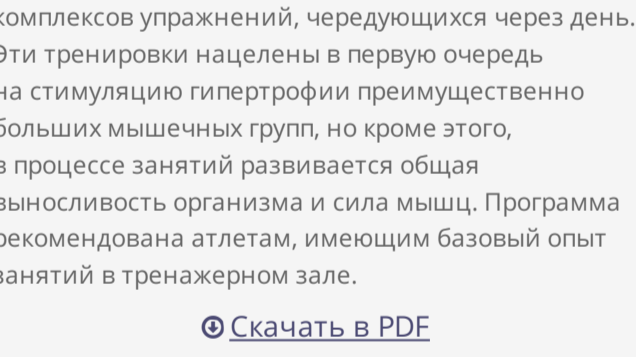 комплексов упражнений, чередующихся через день.
Эти тренировки нацелены в первую очередь
на стимуляцию гипертрофии преимущественно
больших мышечных групп, но кроме этого,
в процессе занятий развивается общая
выносливость организма и сила мышц. Программа
рекомендована атлетам, имеющим базовый опыт
занятий в тренажерном зале.
Скачать в PDF